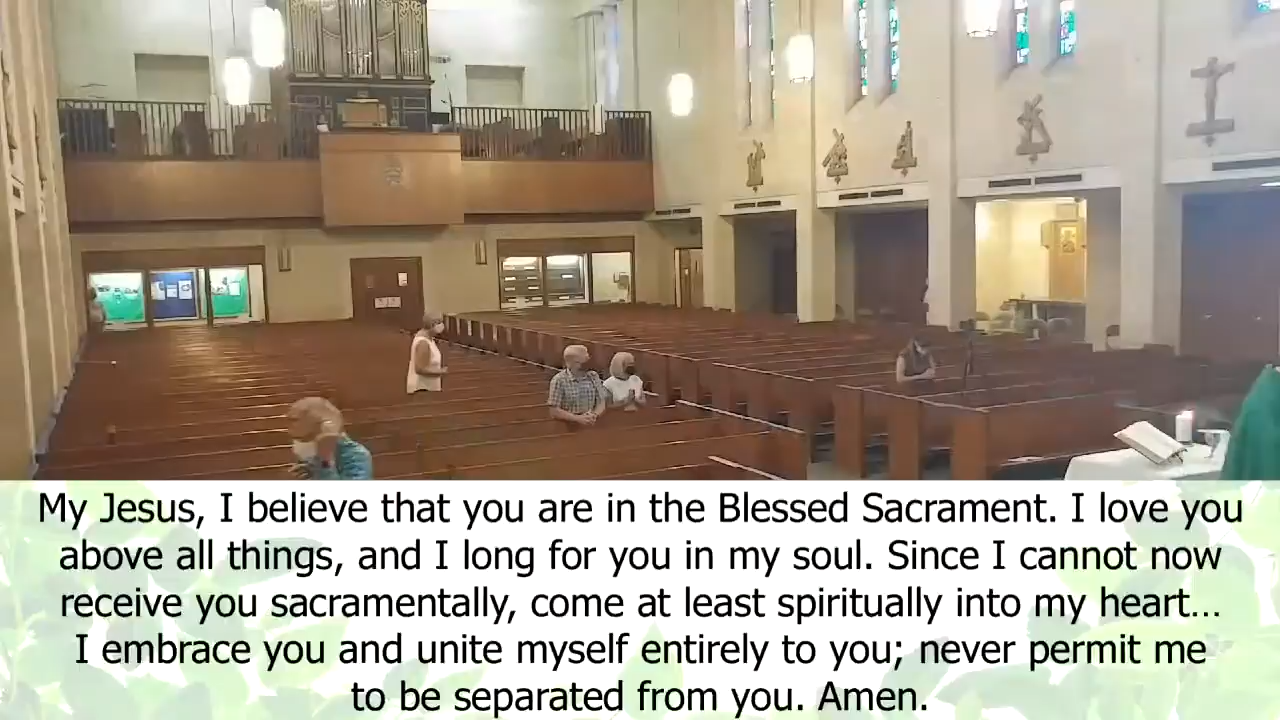 My Jesus, I believe that you are in the Blessed Sacrament. I love you
above all things, and I long for you in my soul. Since I cannot now
receive you sacramentally, come at least spiritually into my heart…
I embrace you and unite myself entirely to you; never permit me
to be separated from you. Amen.